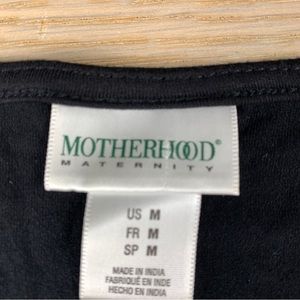 MOTHERHOOD®
MATERNITY
US M
FR M
SP M
MADE IN INDIA
FABRIQUÉ EN INDE
HECHO EN INDIA